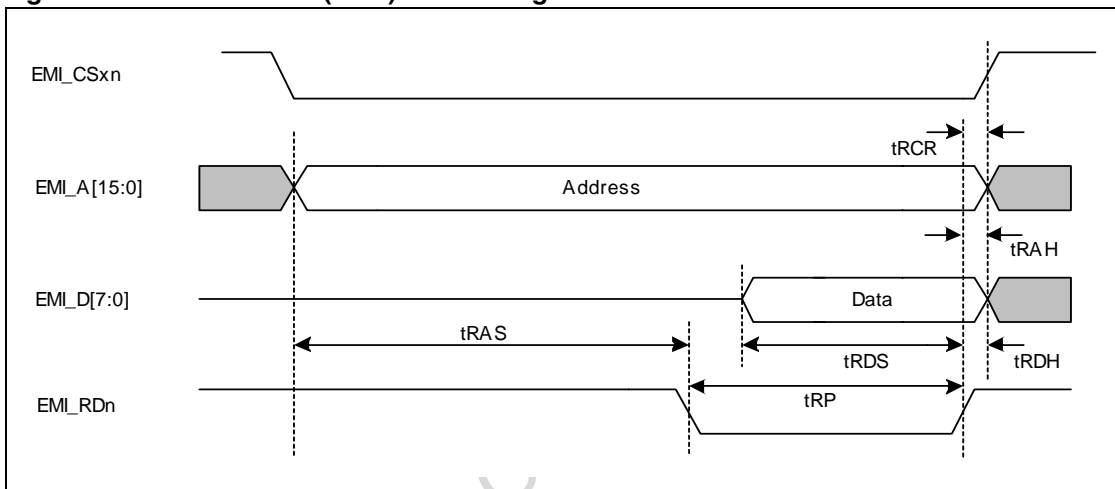 EMI_CSxn
tRCR
EMI_A[15:0]
Address
tRAH
EMI_D[7:0]
Data
tRAS
tRDS
tRDH
EMI_RDn
tRP